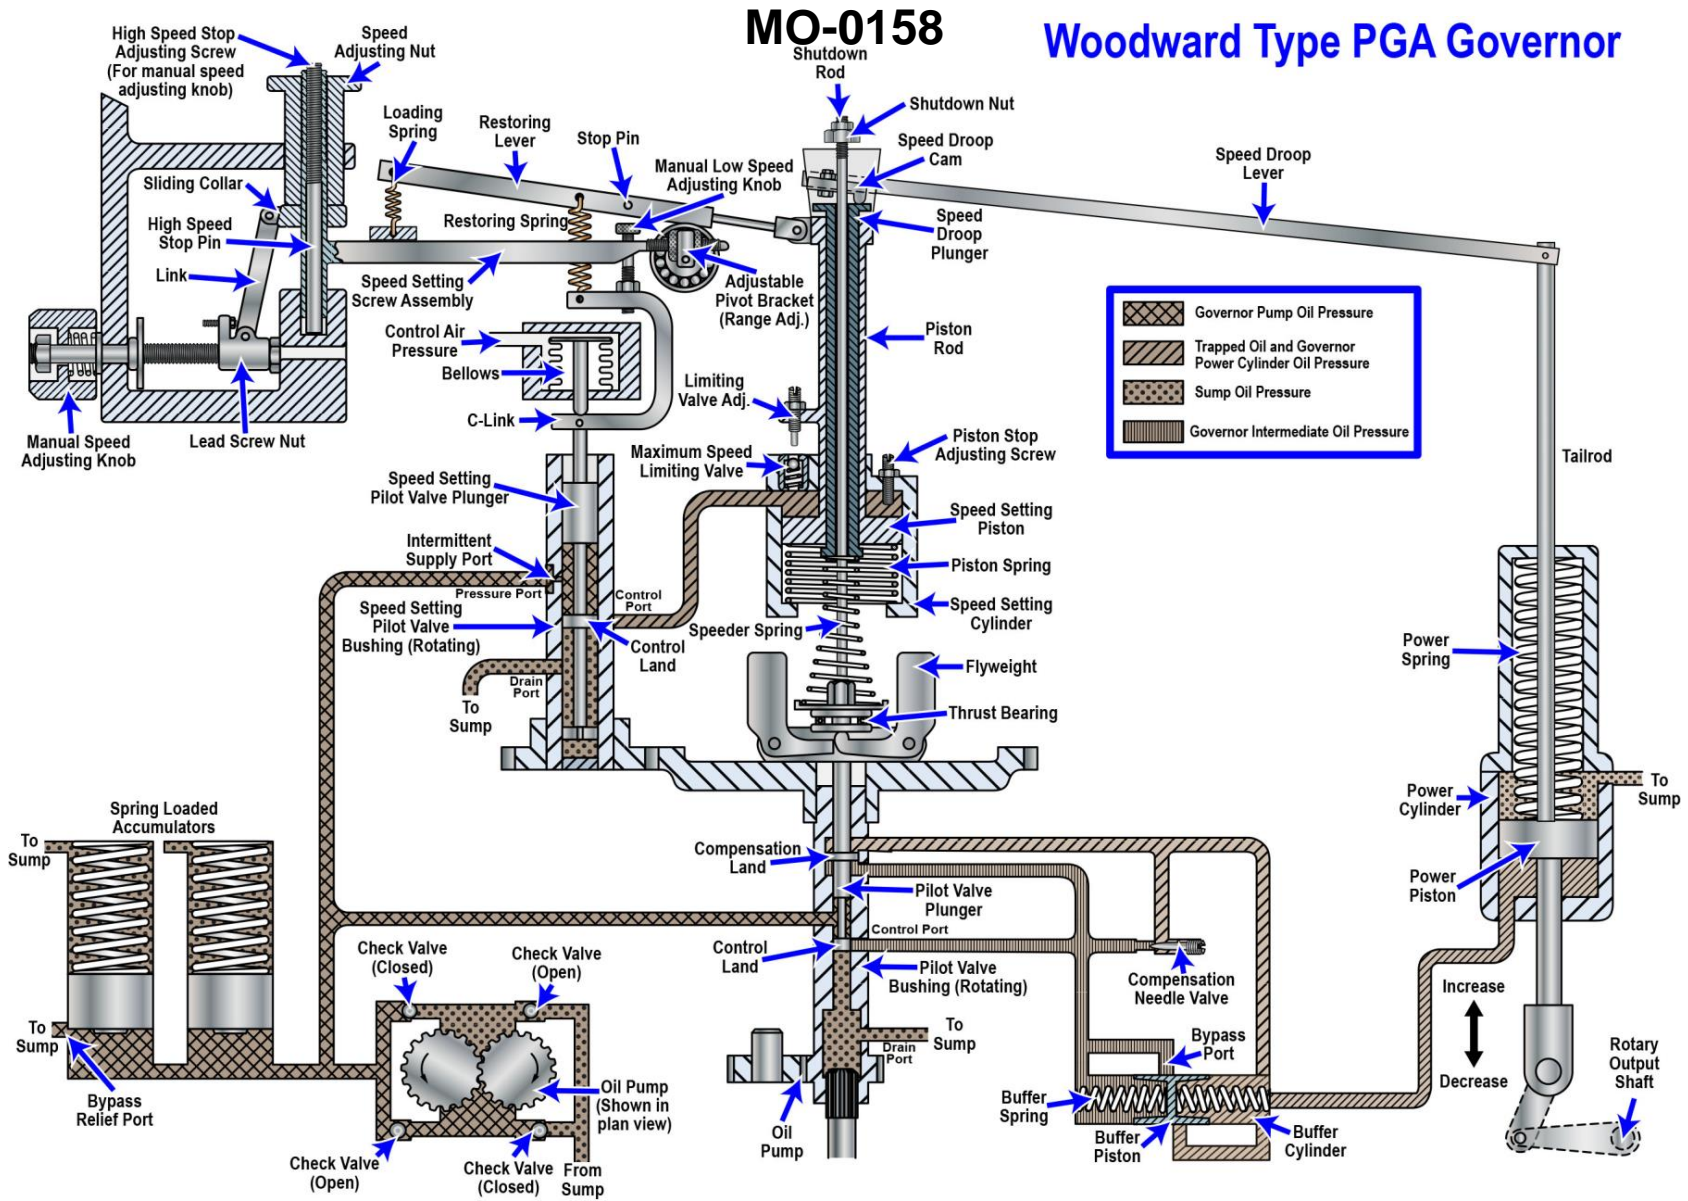 MO-0158
Woodward Type PGA Governor
High Speed Stop
Adjusting Screw
(For manual speed
adjusting knob)
Speed
Adjusting Nut
Loading
Spring
Restoring
Lever
Stop Pin
Manual Low Speed
Adjusting Knob
Shutdown
Rod
Shutdown Nut
Speed Droop
Cam
Speed Droop
Lever
Sliding Collar
High Speed
Stop Pin
Link
Restoring Spring
Speed Setting
Screw Assembly
Adjustable
Pivot Bracket
(Range Adj.)
Speed
Droop
Plunger
Governor Pump Oil Pressure
Trapped Oil and Governor
Power Cylinder Oil Pressure
Sump Oil Pressure
Governor Intermediate Oil Pressure
Control Air
Pressure
Bellows
C-Link
Piston
Rod
Limiting
Valve Adj.
Manual Speed
Adjusting Knob
Lead Screw Nut
Maximum Speed
Limiting Valve
Piston Stop
Adjusting Screw
Tailrod
Speed Setting
Pilot Valve Plunger
Speed Setting
Piston
Intermittent
Supply Port
Pressure Port
Control
Port
Piston Spring
Speed Setting
Pilot Valve
Bushing (Rotating)
Control
Land
Speeder Spring
Speed Setting
Cylinder
Power
Spring
Drain
Port
To
Sump
Flyweight
Thrust Bearing
Power
Cylinder
To
Sump
Spring Loaded
Accumulators
To
Sump
Compensation
Land
Pilot Valve
Plunger
Power
Piston
Control Port
Check Valve
(Closed)
Check Valve
(Open)
Control
Land
Pilot Valve
Bushing (Rotating)
Compensation
Needle Valve
Increase
Decrease
To
Sump
Drain
Port
To
Sump
Bypass
Port
Rotary
Output
Shaft
Bypass
Relief Port
Oil Pump
(Shown in
plan view)
Buffer
Spring
Oil
Pump
Buffer
Piston
Buffer
Cylinder
Check Valve
(Open)
Check Valve
(Closed)
From
Sump